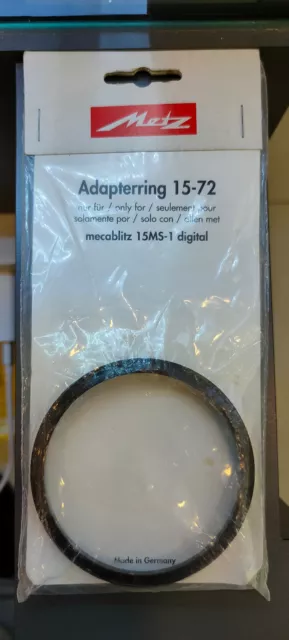 Metz
Adapterring 15-72
nur für / only for / seulement pour
solamente por / solo con / allen met
mecablitz 15MS-1 digital
Made in Germany